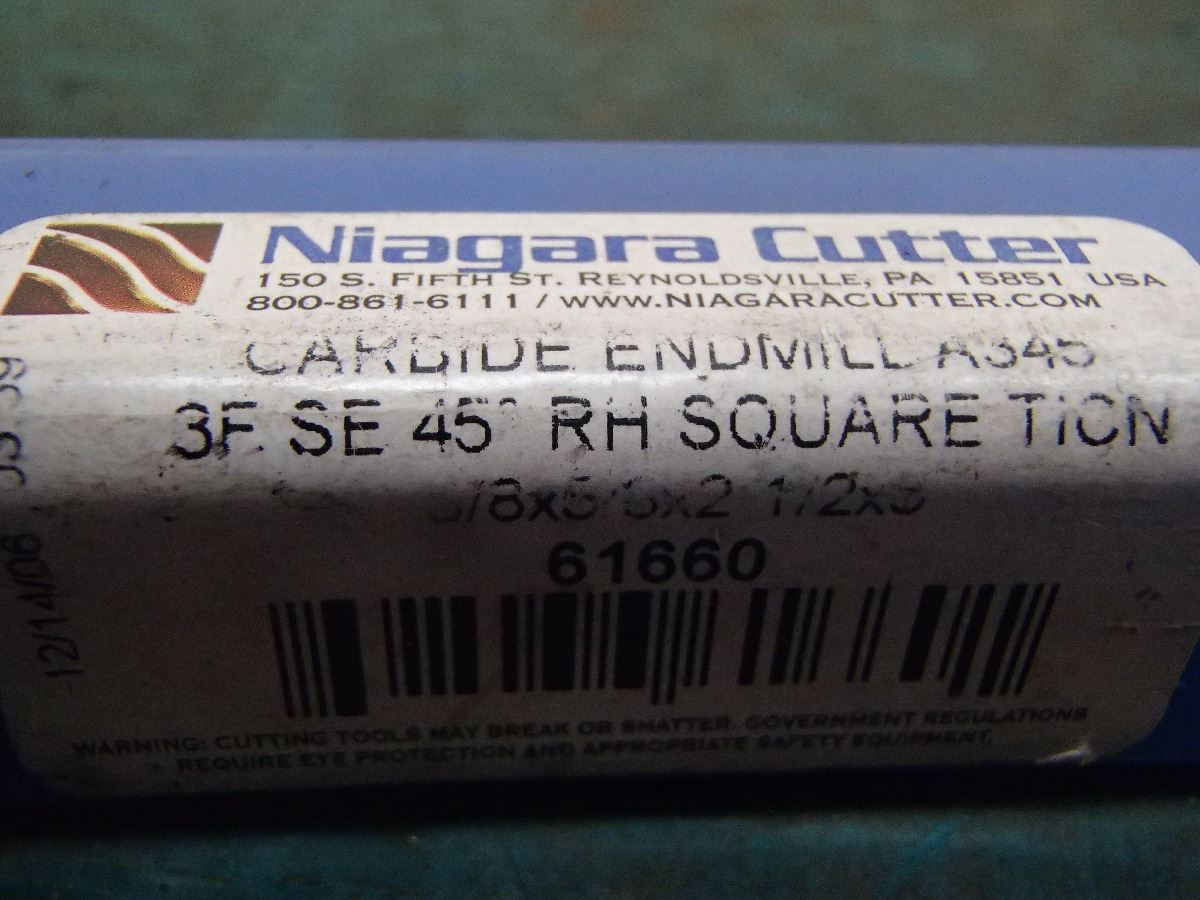 Niagara Cutter
150 S. FIFTH ST. REYNOLDSVILLE, PA 15851 USA
800-861-6111 / WWW.NIAGARACUTTER.COM
CARBIDE ENDMILL A345
3F SE 45° RH SQUARE TiCN
61660
WARNING: CUTTING TOOLS MAY BREAK OR SHATTER. GOVERNMENT REGULATIONS
REQUIRE EYE PROTECTION AND APPROPRIATE SAFETY EQUIPMENT.
12/14/06